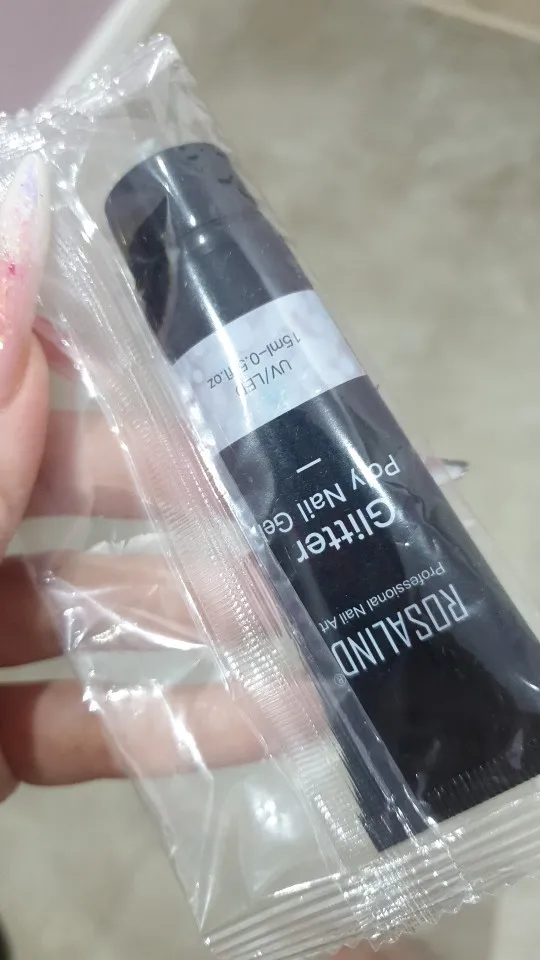 ROSALIND®
Professional Nail Art
Glitter
Poly Nail Gel
UV/LED
15ml-0.5fl.oz